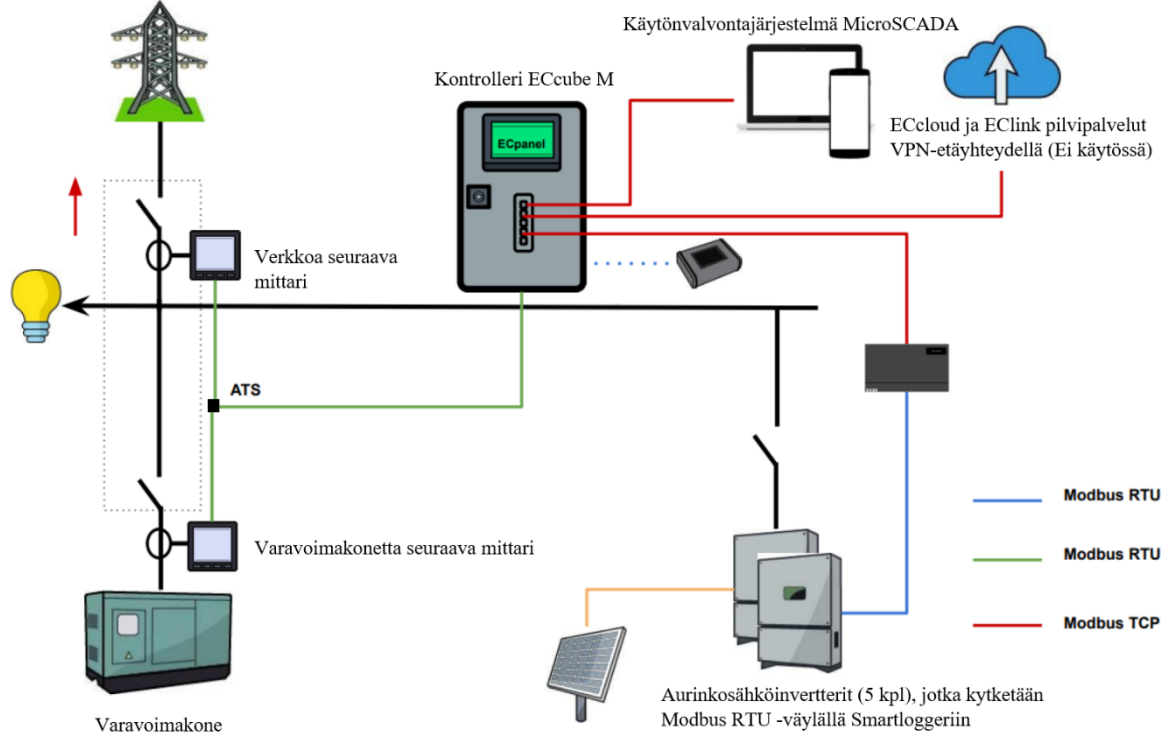 Käytönvalvontajärjestelmä MicroSCADA
Kontrolleri ECcube M
ECpanel
ECcloud ja EClink pilvipalvelut
VPN-etäyhteydellä (Ei käytössä)
Verkkoa seuraava
mittari
ATS
Varavoimakonetta seuraava mittari
Modbus RTU
Modbus RTU
Modbus TCP
Aurinkosähköinvertterit (5 kpl), jotka kytketään
Modbus RTU -väylällä Smartloggeriin
Varavoimakone